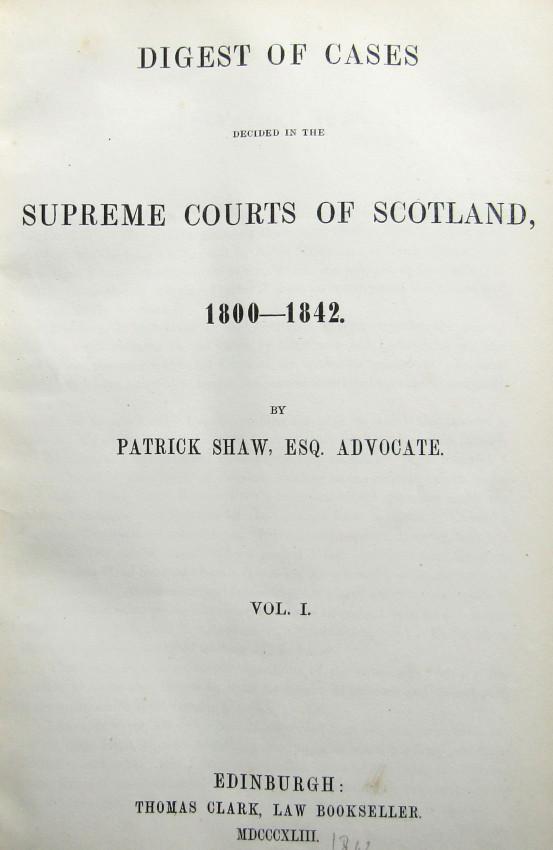 DIGEST OF CASES
DECIDED IN THE
SUPREME COURTS OF SCOTLAND,
1800—1842.
BY
PATRICK SHAW, ESQ. ADVOCATE.
VOL. I.
EDINBURGH:
THOMAS CLARK, LAW BOOKSELLER.
MDCCCXLIII.